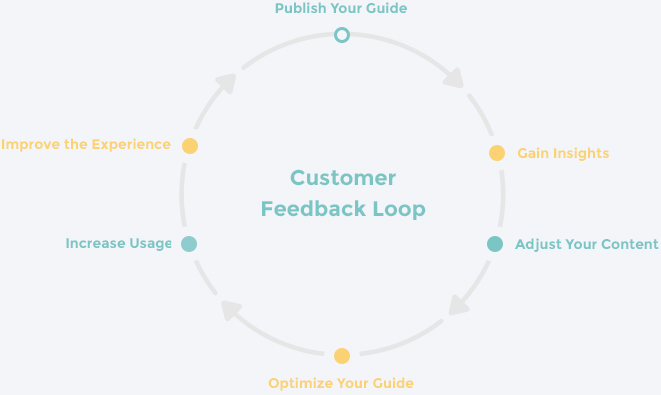 Publish Your Guide
Improve the Experience
Gain Insights
Customer
Feedback Loop
Increase Usage
Adjust Your Content
Optimize Your Guide